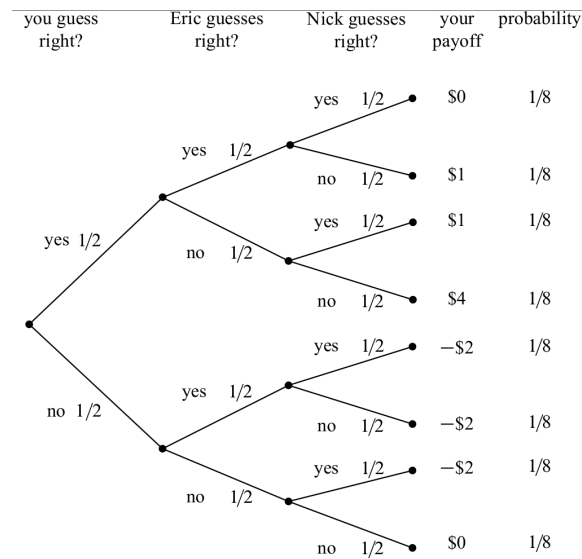 you guess right?
Eric guesses right?
Nick guesses right?
your payoff
probability
yes 1/2 $0 1/8
yes 1/2
no 1/2 $1 1/8
yes 1/2 $1 1/8
yes 1/2
no 1/2
no 1/2 $4 1/8
yes 1/2 −$2 1/8
yes 1/2
no 1/2
no 1/2 −$2 1/8
yes 1/2 −$2 1/8
no 1/2
no 1/2 $0 1/8